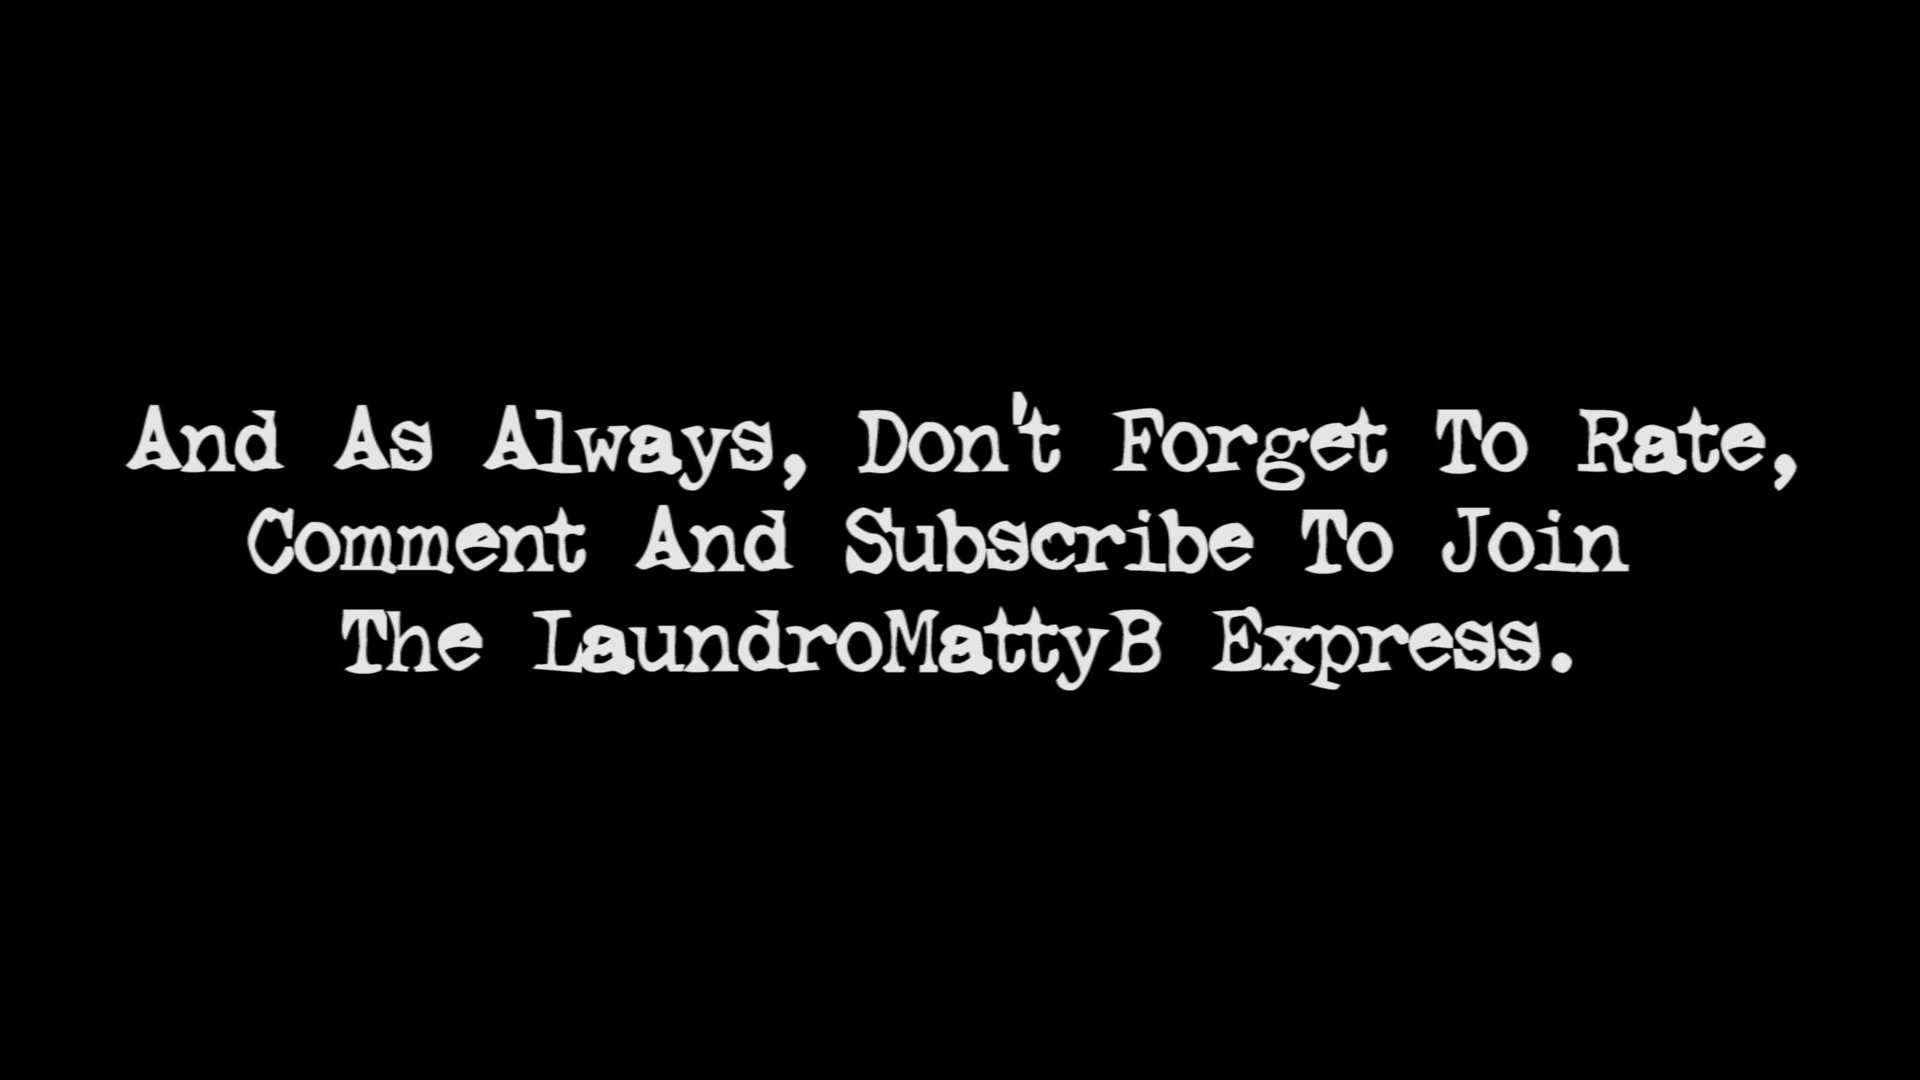 And As Always, Don't Forget To Rate,
Comment And Subscribe To Join
The LaundroMattyB Express.